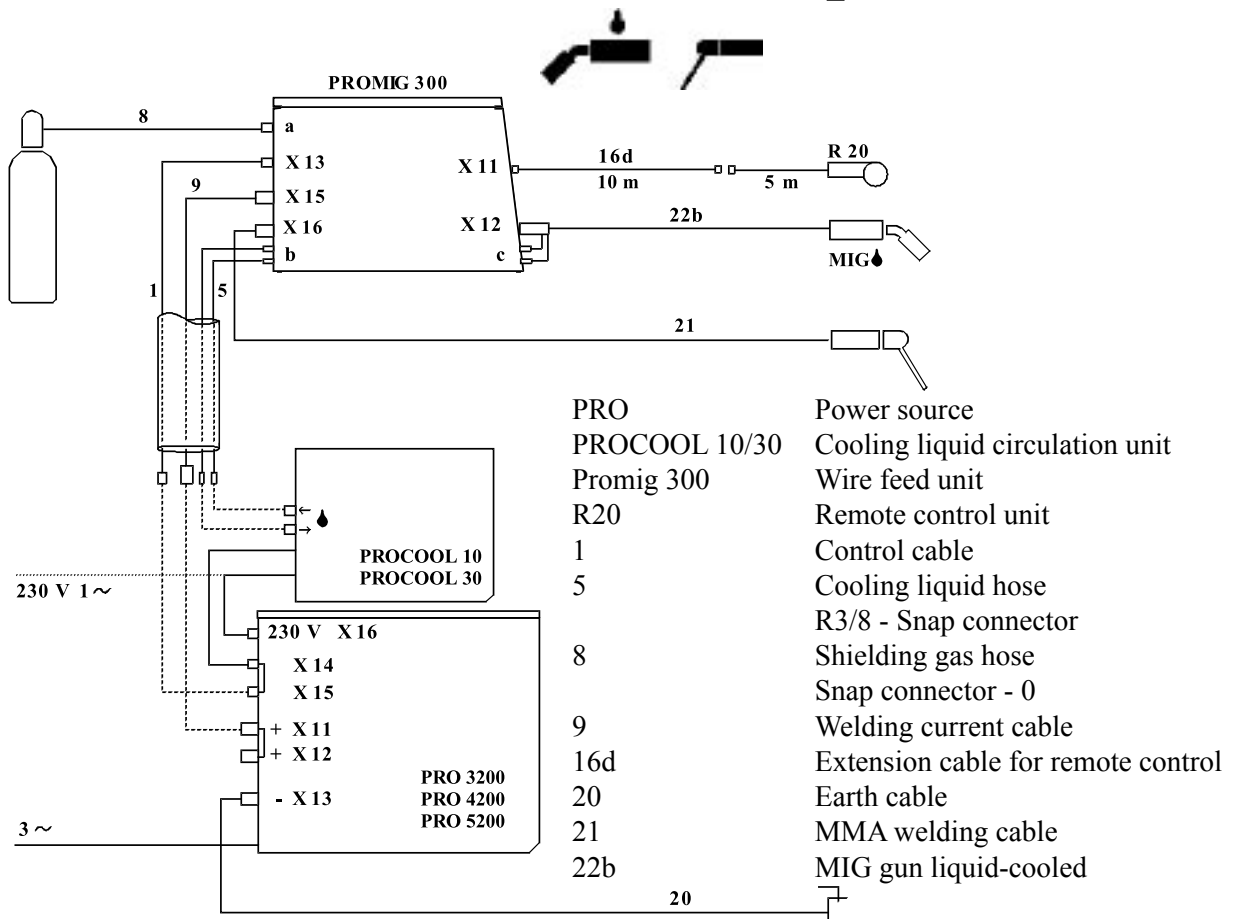 PROMIG 300
8
a
X 13
X 11
16d
R 20
9
10 m
5 m
X 15
22b
X 16
X 12
b
c
MIG
1
5
21
PRO Power source
PROCOOL 10/30 Cooling liquid circulation unit
Promig 300 Wire feed unit
R20 Remote control unit
1 Control cable
5 Cooling liquid hose
R3/8 - Snap connector
8 Shielding gas hose
Snap connector - 0
9 Welding current cable
16d Extension cable for remote control
20 Earth cable
21 MMA welding cable
22b MIG gun liquid-cooled
← 
→
PROCOOL 10
PROCOOL 30
230 V 1 ~
230 V X 16
X 14
X 15
+ X 11
+ X 12
PRO 3200
PRO 4200
PRO 5200
- X 13
3 ~
20